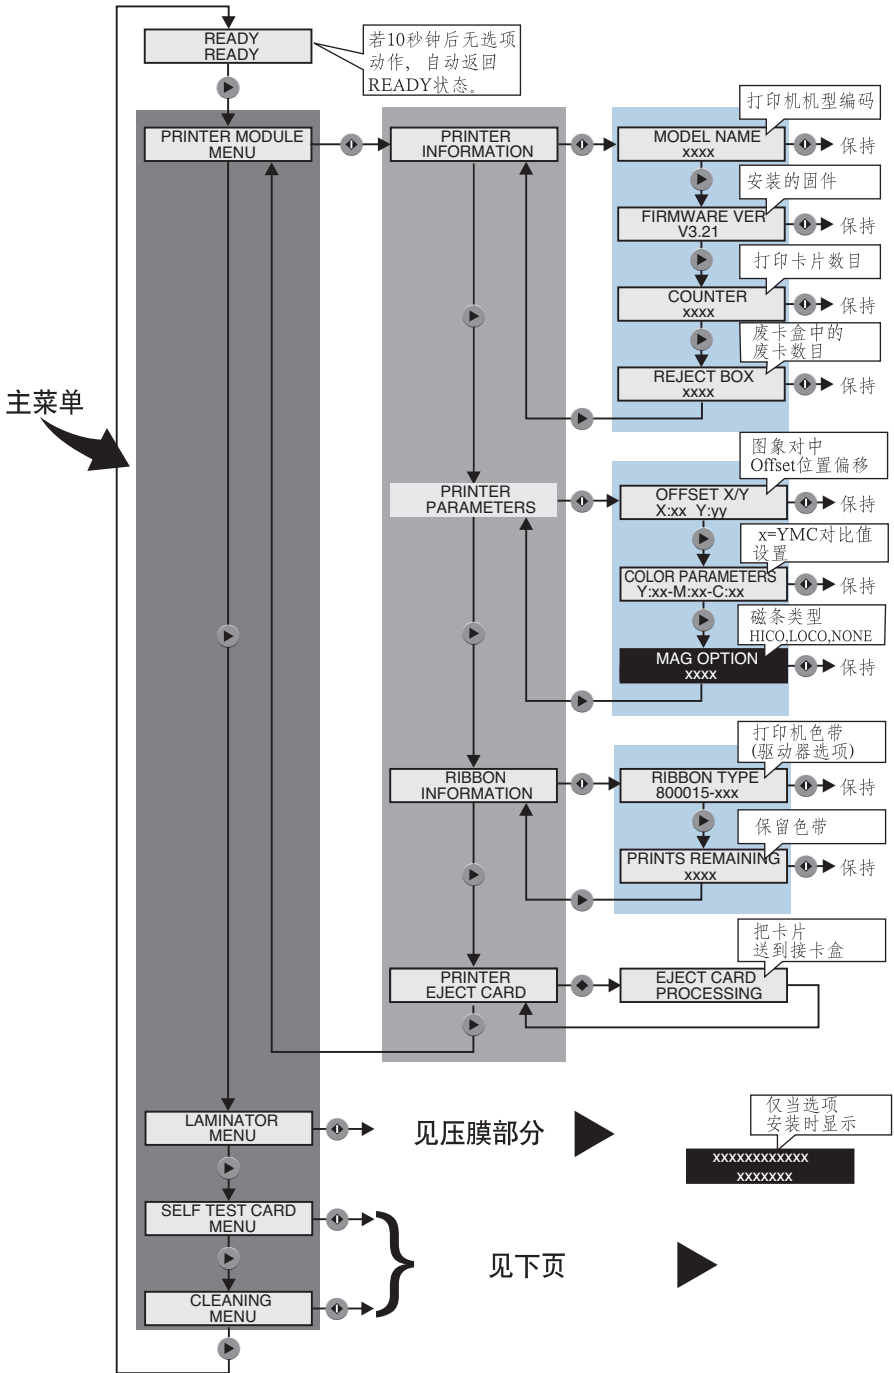 READY
READY
若10秒钟后无选项
动作，自动返回
READY状态。
主菜单
PRINTER MODULE
MENU
PRINTER
INFORMATION
打印机机型编码
MODEL NAME
xxxx
保持
安装的固件
FIRMWARE VER
V3.21
保持
打印卡片数目
COUNTER
xxxx
保持
废卡盒中的
废卡数目
REJECT BOX
xxxx
保持
PRINTER
PARAMETERS
图象对中
Offset位置偏移
OFFSET X/Y
X:xx Y:yy
保持
x=YMC对比值
设置
COLOR PARAMETERS
Y:xx-M:xx-C:xx
保持
磁条类型
HICO,LOCO,NONE
MAG OPTION
xxxx
保持
RIBBON
INFORMATION
打印机色带
(驱动器选项)
RIBBON TYPE
800015-xxx
保持
保留色带
PRINTS REMAINING
xxxx
保持
PRINTER
EJECT CARD
把卡片
送到接卡盒
EJECT CARD
PROCESSING
LAMINATOR
MENU
见压膜部分
仅当选项
安装时显示
xxxxxxxxxxxx
xxxxxxx
SELF TEST CARD
MENU
见下页
CLEANING
MENU